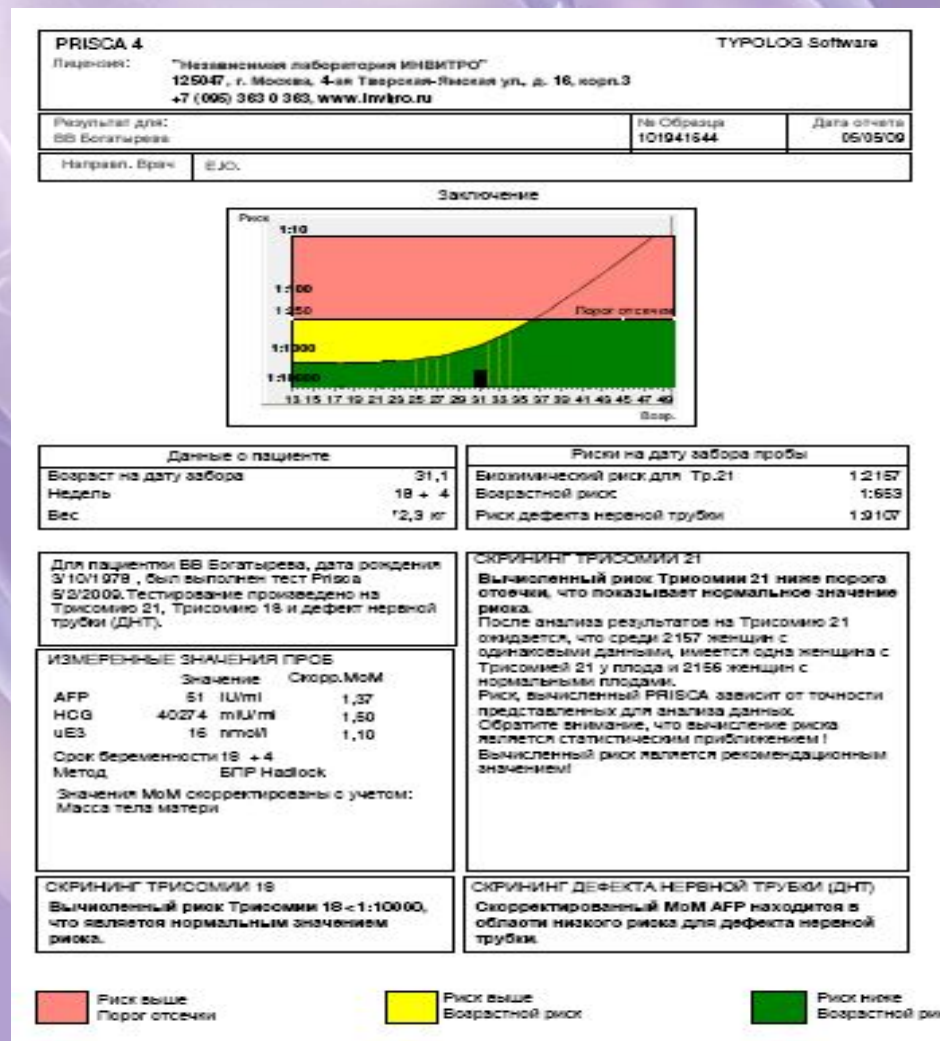 PRISCA 4 TYPOLOG Software
Лицензия: "Независимая лаборатория ИНВИТРО"
125047, г. Москва, 4-ая Тверская-Ямская ул., д. 16, корп.3
+7 (095) 363 0 363, www.invitro.ru
Результат для: № Образца Дата отчета
ВВ Богатырева 101941644 05/05/09
Направл. Врач Е.Ю.
Заключение
Риск
1:10
1:100
1:250 Порог отсечки
1:1000
1:10000
13 15 17 19 21 23 25 27 29 31 33 35 37 39 41 43 45 47 49
Возр.
Данные о пациенте
Возраст на дату забора 31,1
Недель 18 + 4
Вес 72,3 кг
Риски на дату забора пробы
Биохимический риск для Тр.21 1:2157
Возрастной риск 1:653
Риск дефекта нервной трубки 1:9107
Для пациентки ВВ Богатырева, дата рождения
3/10/1978 , был выполнен тест Prisca
5/2/2009. Тестирование произведено на
Трисомию 21, Трисомию 18 и дефект нервной
трубки (ДНТ).
ИЗМЕРЕННЫЕ ЗНАЧЕНИЯ ПРОБ
Значение Скорр.МоМ
AFP 51 IU/ml 1,37
HCG 40274 mIU/ml 1,50
uE3 16 nmol/l 1,10
Срок беременности 18 + 4
Метод БПР Hadlock
Значения МоМ скорректированы с учетом:
Масса тела матери
СКРИНИНГ ТРИСОМИИ 21
Вычисленный риск Трисомии 21 ниже порога
отсечки, что показывает нормальное значение
риска.
После анализа результатов на Трисомию 21
ожидается, что среди 2157 женщин с
одинаковыми данными, имеется одна женщина с
Трисомией 21 у плода и 2156 женщин с
нормальными плодами.
Риск, вычисленный PRISCA зависит от точности
представленных для анализа данных.
Обратите внимание, что вычисление риска
является статистическим приближением !
Вычисленный риск является рекомендационным
значением!
СКРИНИНГ ТРИСОМИИ 18
Вычисленный риск Трисомии 18 < 1:10000,
что является нормальным значением
риска.
СКРИНИНГ ДЕФЕКТА НЕРВНОЙ ТРУБКИ (ДНТ)
Скорректированный МоМ AFP находится в
области низкого риска для дефекта нервной
трубки.
Риск выше
Порог отсечки
Риск выше
Возрастной риск
Риск ниже
Возрастной ри